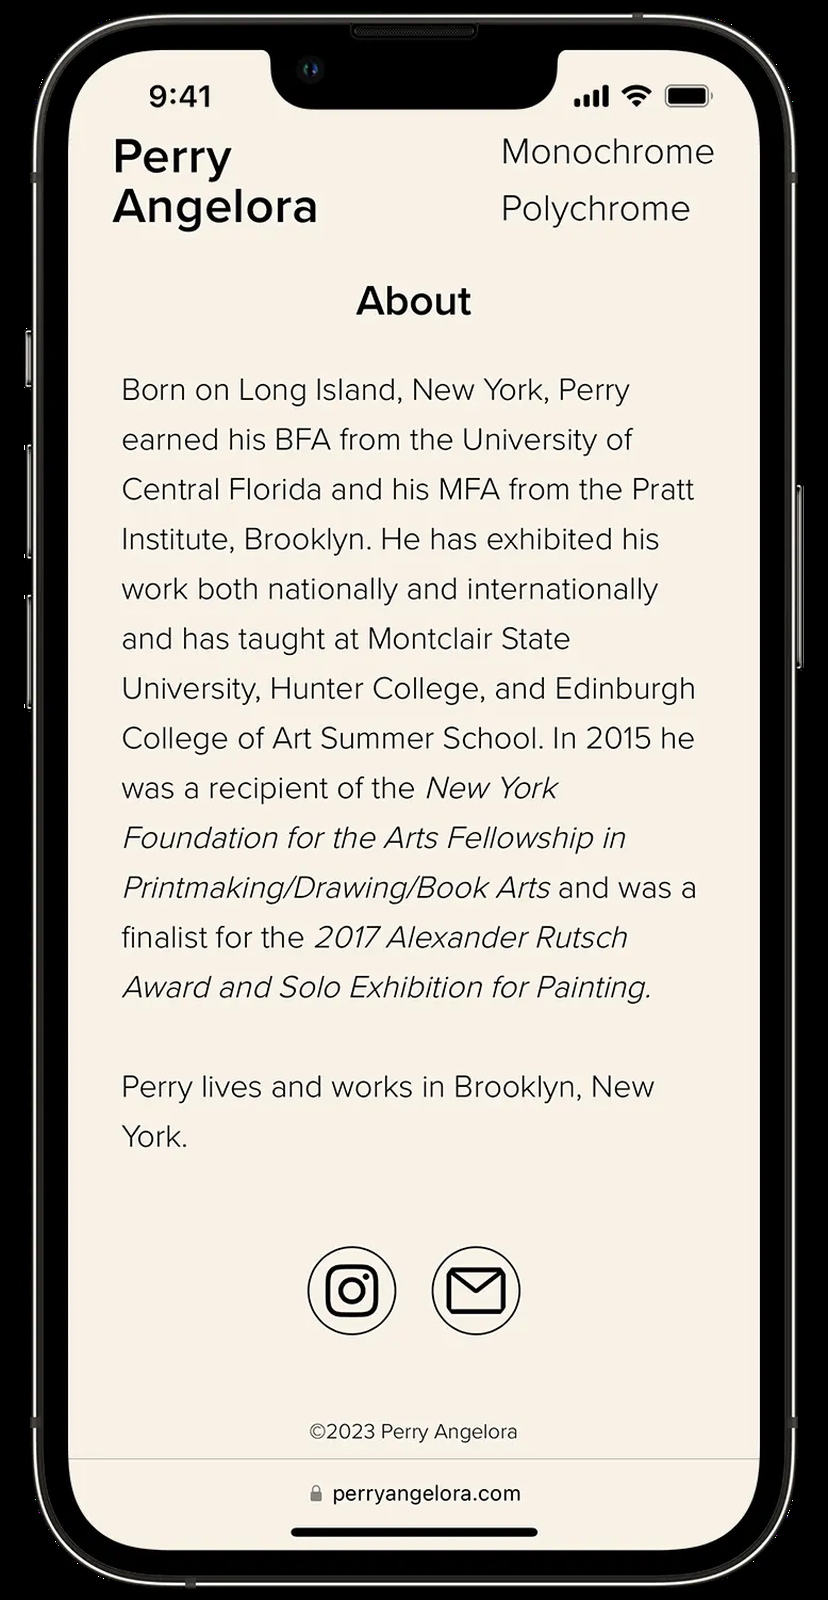 9:41
Perry
Angelora
Monochrome
Polychrome
About
Born on Long Island, New York, Perry
earned his BFA from the University of
Central Florida and his MFA from the Pratt
Institute, Brooklyn. He has exhibited his
work both nationally and internationally
and has taught at Montclair State
University, Hunter College, and Edinburgh
College of Art Summer School. In 2015 he
was a recipient of the New York
Foundation for the Arts Fellowship in
Printmaking/Drawing/Book Arts and was a
finalist for the 2017 Alexander Rutsch
Award and Solo Exhibition for Painting.
Perry lives and works in Brooklyn, New
York.
©2023 Perry Angelora
perryangelora.com